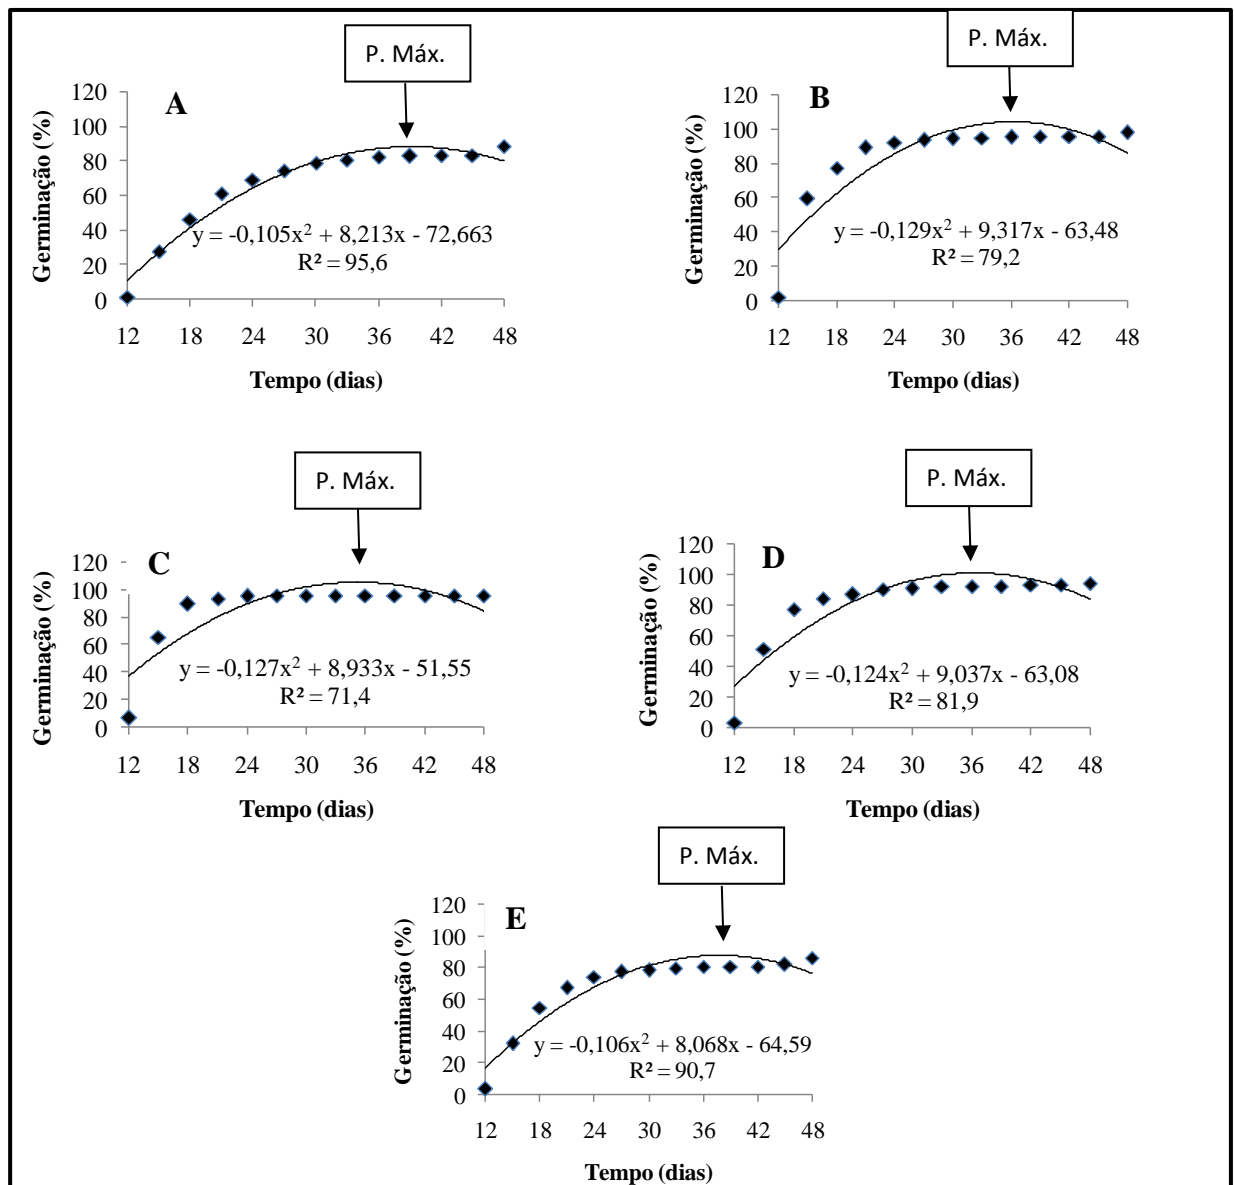 P. Máx.
A
Germinação (%)
120
100
80
60
40
20
0
y = -0,105x² + 8,213x - 72,663
R² = 95,6
12 18 24 30 36 42 48
Tempo (dias)
P. Máx.
B
Germinação (%)
120
100
80
60
40
20
0
y = -0,129x² + 9,317x - 63,48
R² = 79,2
12 18 24 30 36 42 48
Tempo (dias)
P. Máx.
C
Germinação (%)
120
100
80
60
40
20
0
y = -0,127x² + 8,933x - 51,55
R² = 71,4
12 18 24 30 36 42 48
Tempo (dias)
P. Máx.
D
Germinação (%)
120
100
80
60
40
20
0
y = -0,124x² + 9,037x - 63,08
R² = 81,9
12 18 24 30 36 42 48
Tempo (dias)
P. Máx.
E
Germinação (%)
120
100
80
60
40
20
0
y = -0,106x² + 8,068x - 64,59
R² = 90,7
12 18 24 30 36 42 48
Tempo (dias)